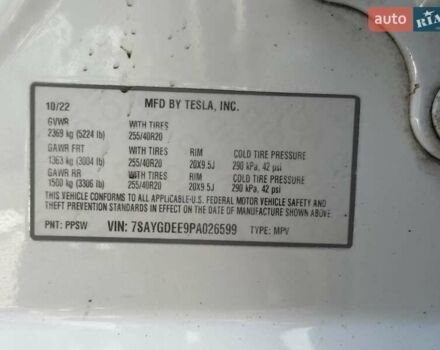 auto RIA
10/22 MFD BY TESLA, INC.
GVWR WITH TIRES
2369 kg (5224 lb) 255/40R20
GAWR FRT WITH TIRES RIM COLD TIRE PRESSURE
1363 kg (3004 lb) 255/40R20 20X9.5J 290 kPa, 42 psi
GAWR RR WITH TIRES RIM COLD TIRE PRESSURE
1500 kg (3306 lb) 255/40R20 20X9.5J 290 kPa, 42 psi
THIS VEHICLE CONFORMS TO ALL APPLICABLE-U.S. FEDERAL MOTOR VEHICLE SAFETY
STANDARDS IN EFFECT ON THE DATE OF MANUFACTURE SHOWN ABOVE.
PNT: PPSW VIN: 7SAYGDEE9PA026599 TYPE: MPV